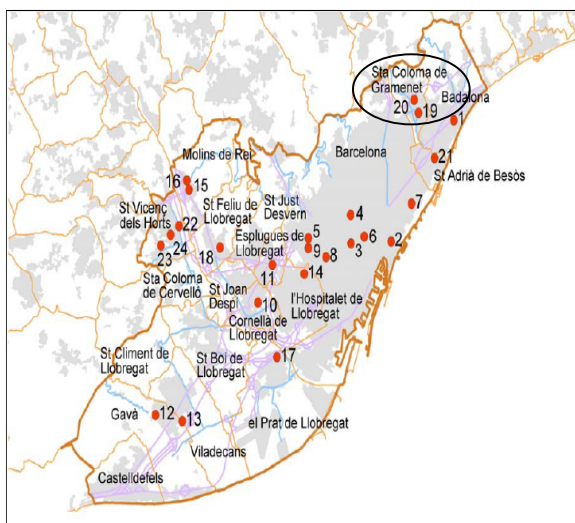 Sta Coloma de
Gramenet
20
19
Badalona
1
Barcelona
21
St Adrià de Besòs
Molins de Rei
16
15
7
St Vicenç
dels Horts
22
St Feliu de
Llobregat
St Just
Desvern
4
5
6
2
23
24
18
Esplugues de
Llobregat
9
8
3
11
14
Sta Coloma
de Cervelló
St Joan
Despí
10
l'Hospitalet de
Llobregat
Cornellà de
Llobregat
St Climent de
Llobregat
St Boi de
Llobregat
17
Gavà
12
13
el Prat de Llobregat
Viladecans
Castelldefels